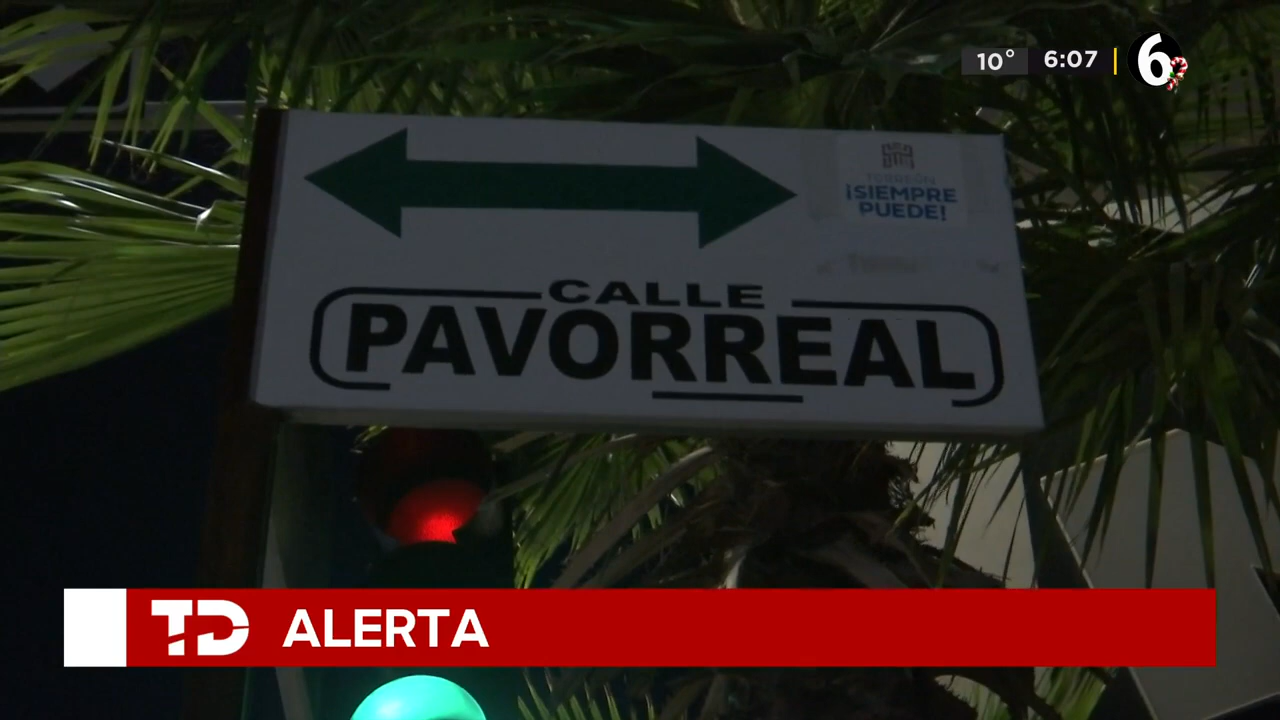 10° 6:07 6
TORREÓN
¡SIEMPRE
PUEDE!
CALLE
PAVORREAL
TD ALERTA